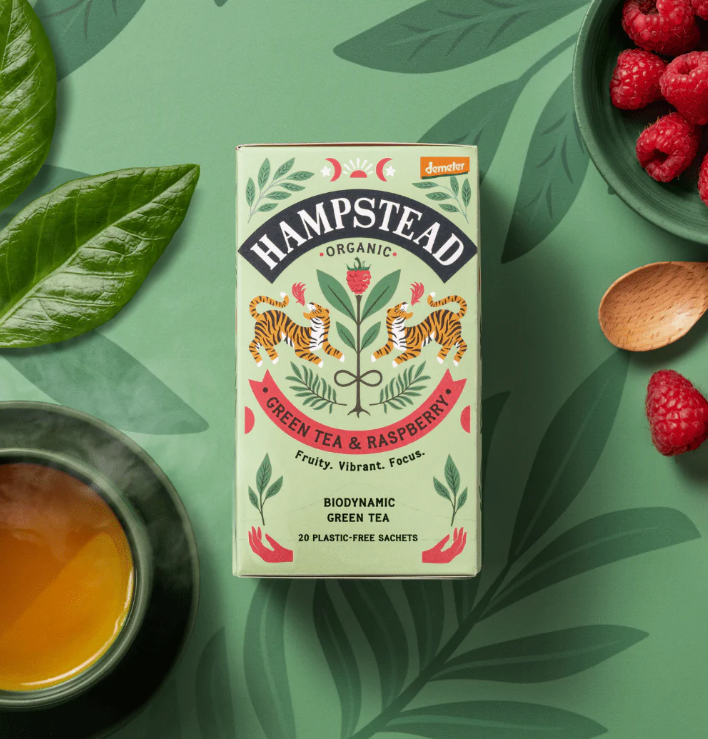 demeter
HAMPSTEAD
ORGANIC
GREEN TEA & RASPBERRY
Fruity. Vibrant. Focus.
BIODYNAMIC
GREEN TEA
20 PLASTIC-FREE SACHETS